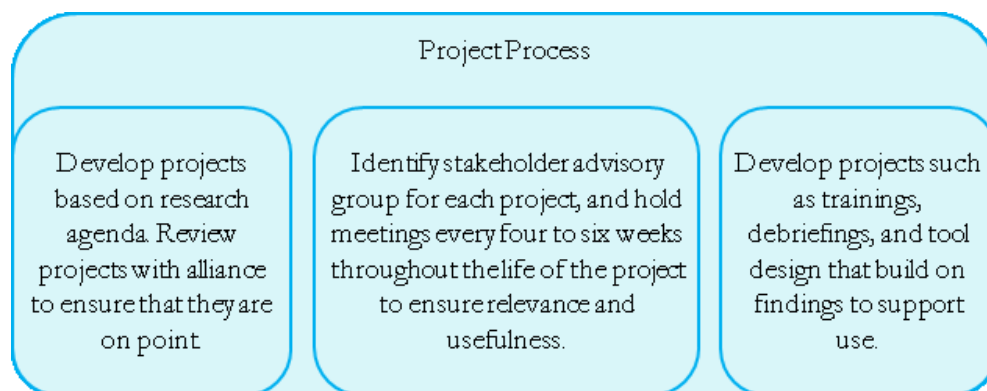 Project Process
Develop projects
based on research
agenda. Review
projects with alliance
to ensure that they are
on point.
Identify stakeholder advisory
group for each project, and hold
meetings every four to six weeks
throughout the life of the project
to ensure relevance and
usefulness.
Develop projects such
as trainings,
debriefings, and tool
design that build on
findings to support
use.